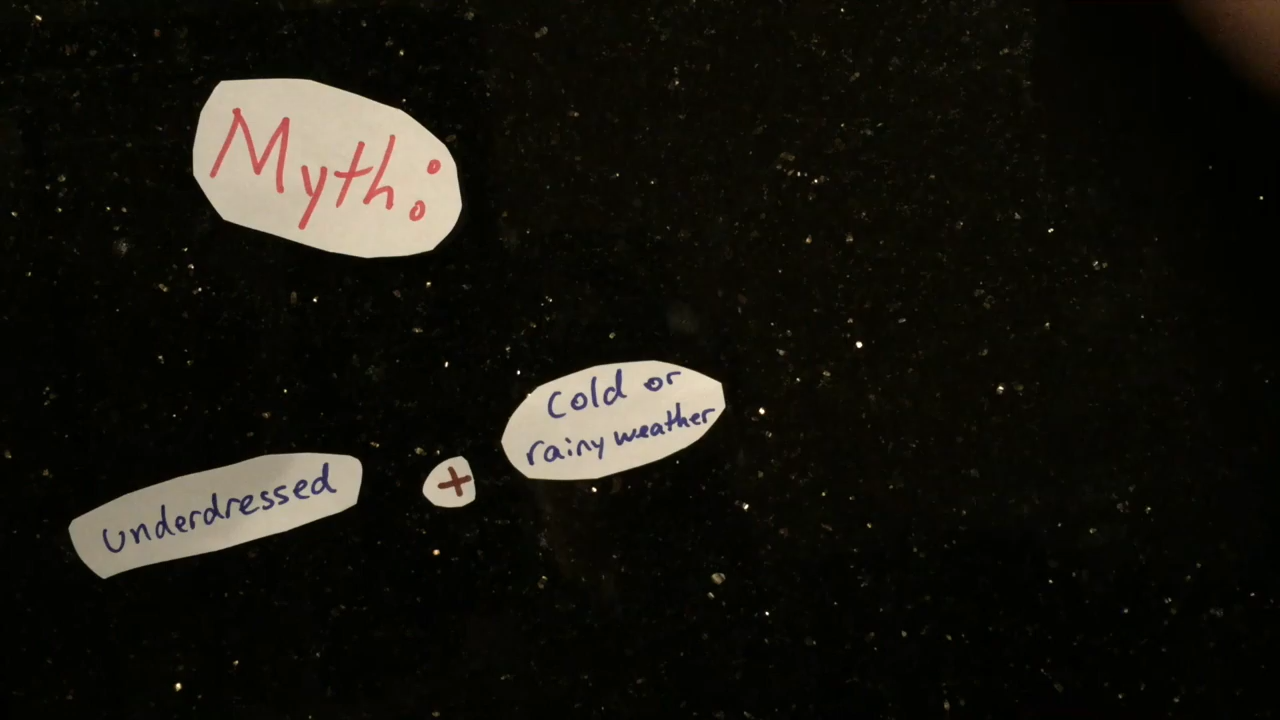 Myth:
underdressed
+
Cold or
rainy weather